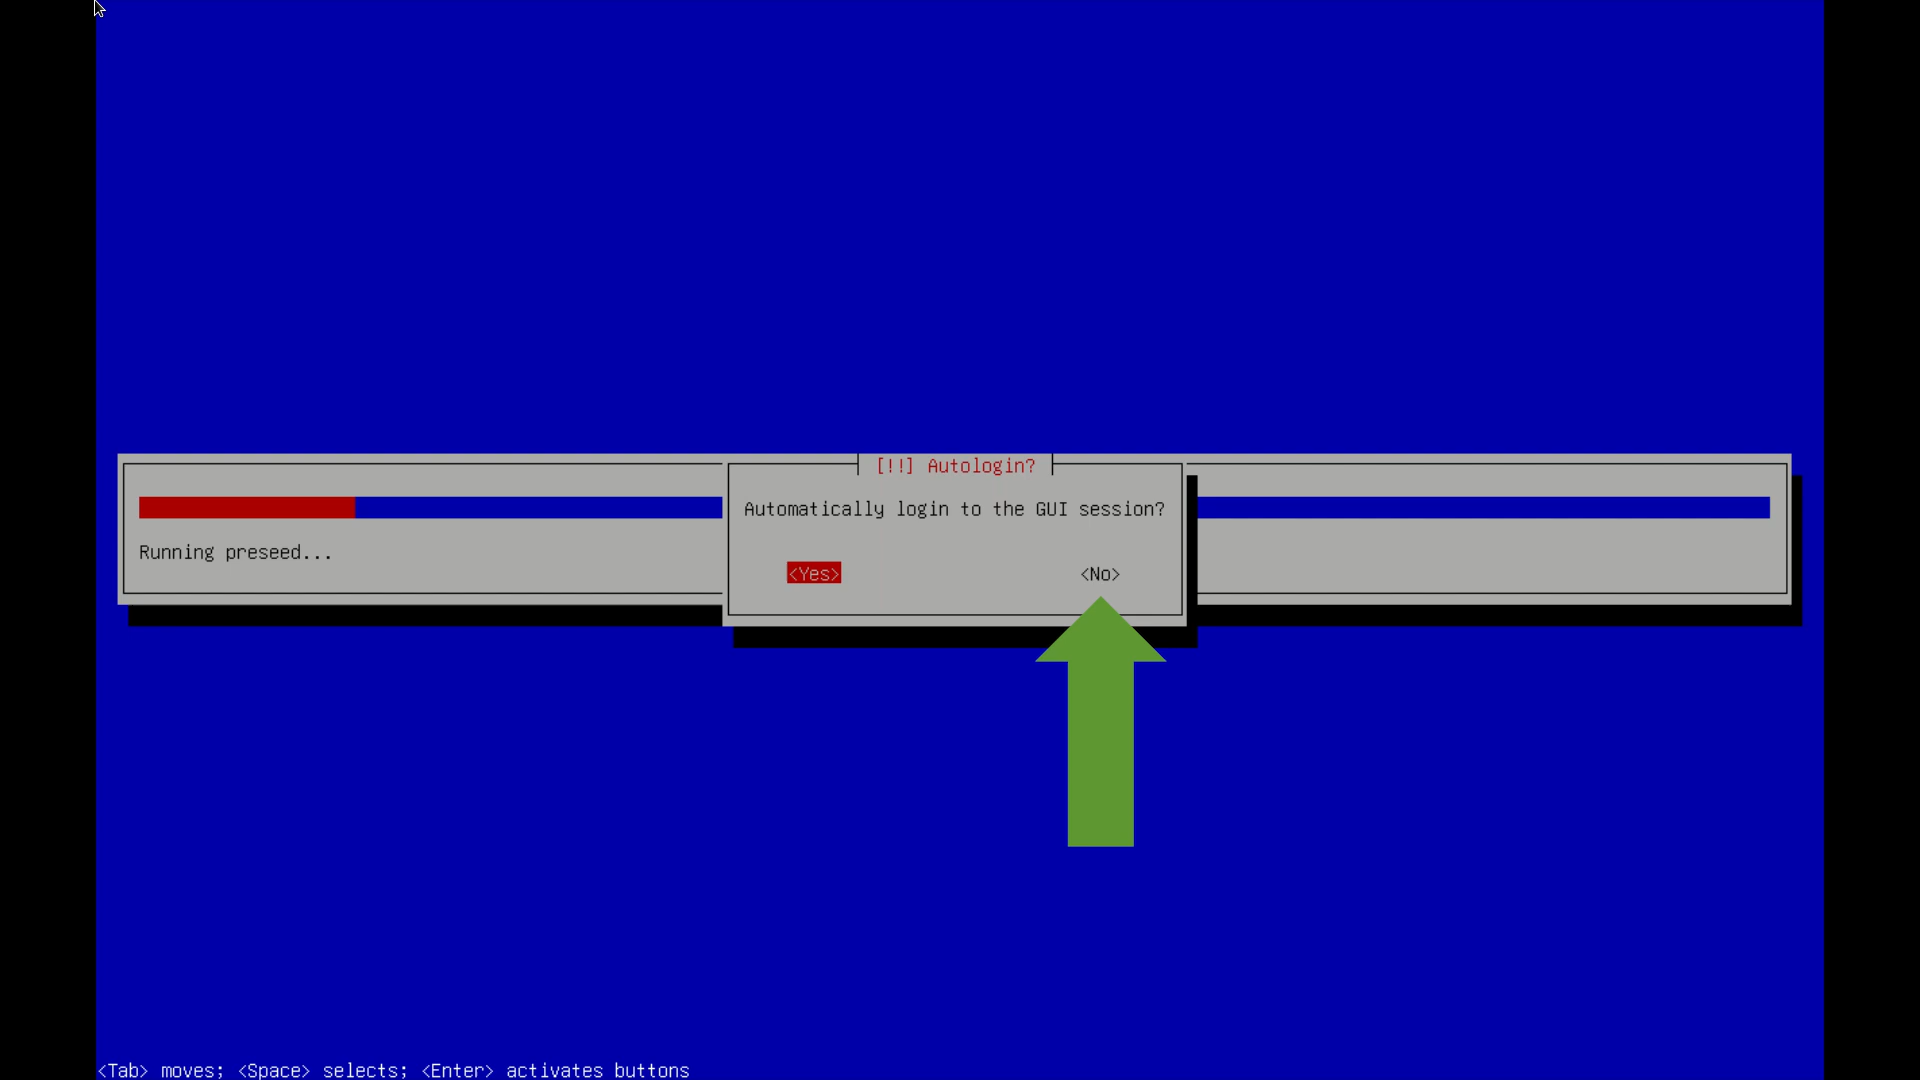 [!!] Autologin?
Automatically login to the GUI session?
Running preseed...
<Yes> <No>
<Tab> moves; <Space> selects; <Enter> activates buttons